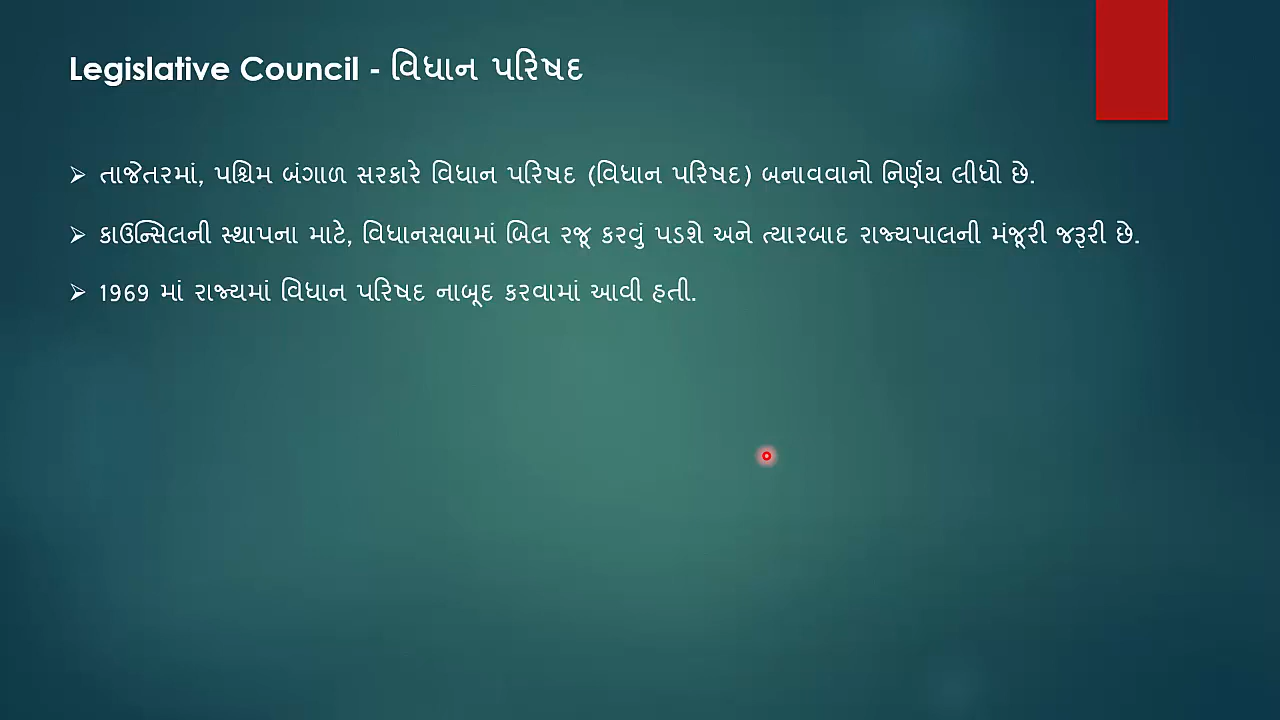 Legislative Council - વિધાન પરિષદ
➢ તાજેતરમાં, પશ્ચિમ બંગાળ સરકારે વિધાન પરિષદ (વિધાન પરિષદ) બનાવવાનો નિર્ણય લીધો છે.
➢ કાઉન્સિલની સ્થાપના માટે, વિધાનસભામાં બિલ રજૂ કરવું પડશે અને ત્યારબાદ રાજ્યપાલની મંજૂરી જરૂરી છે.
➢ 1969 માં રાજ્યમાં વિધાન પરિષદ નાબૂદ કરવામાં આવી હતી.